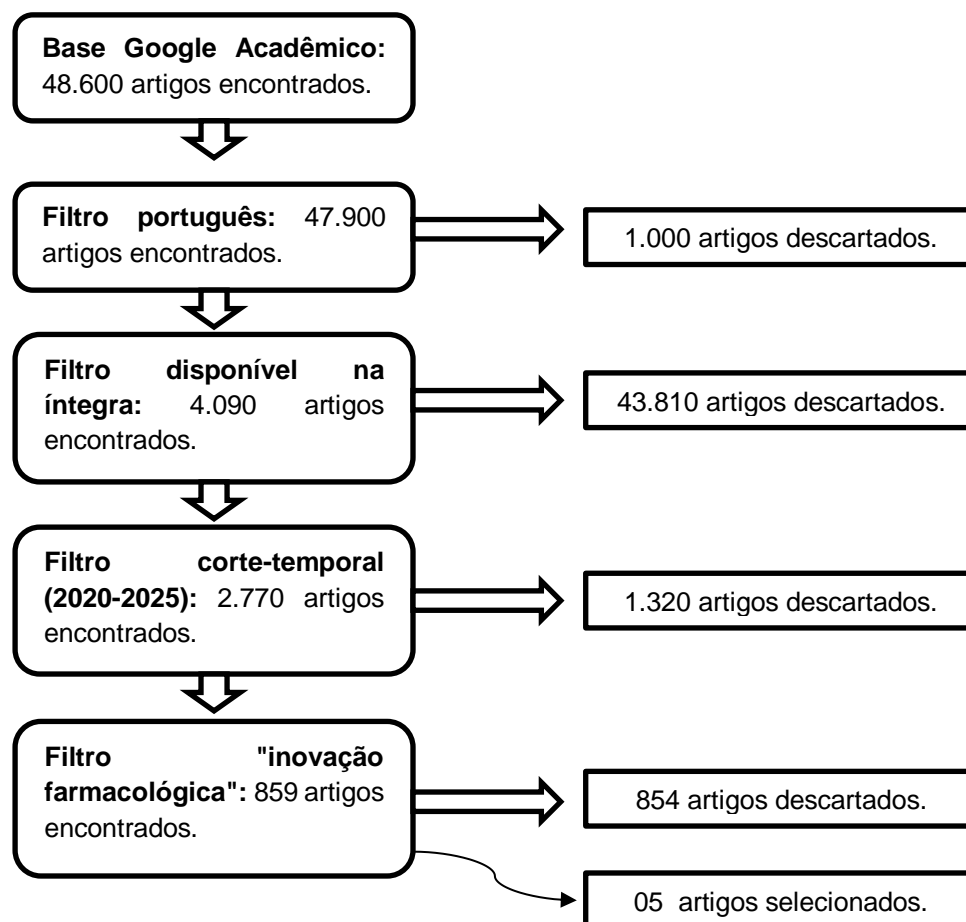 Base Google Acadêmico:
48.600 artigos encontrados.
Filtro português: 47.900
artigos encontrados.
1.000 artigos descartados.
Filtro disponível na
íntegra: 4.090 artigos
encontrados.
43.810 artigos descartados.
Filtro corte-temporal
(2020-2025): 2.770 artigos
encontrados.
1.320 artigos descartados.
Filtro "inovação
farmacológica": 859 artigos
encontrados.
854 artigos descartados.
05 artigos selecionados.